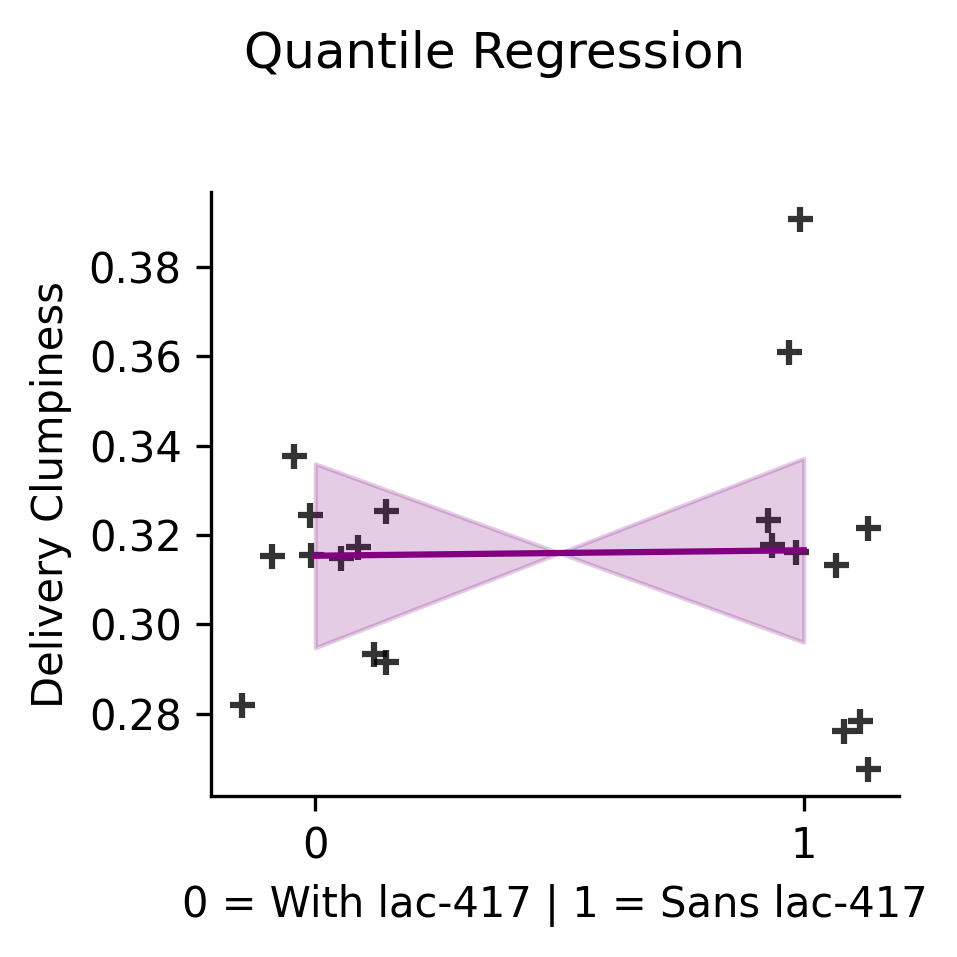 Quantile Regression
Delivery Clumpiness
0.38
0.36
0.34
0.32
0.30
0.28
0 1
0 = With lac-417 | 1 = Sans lac-417